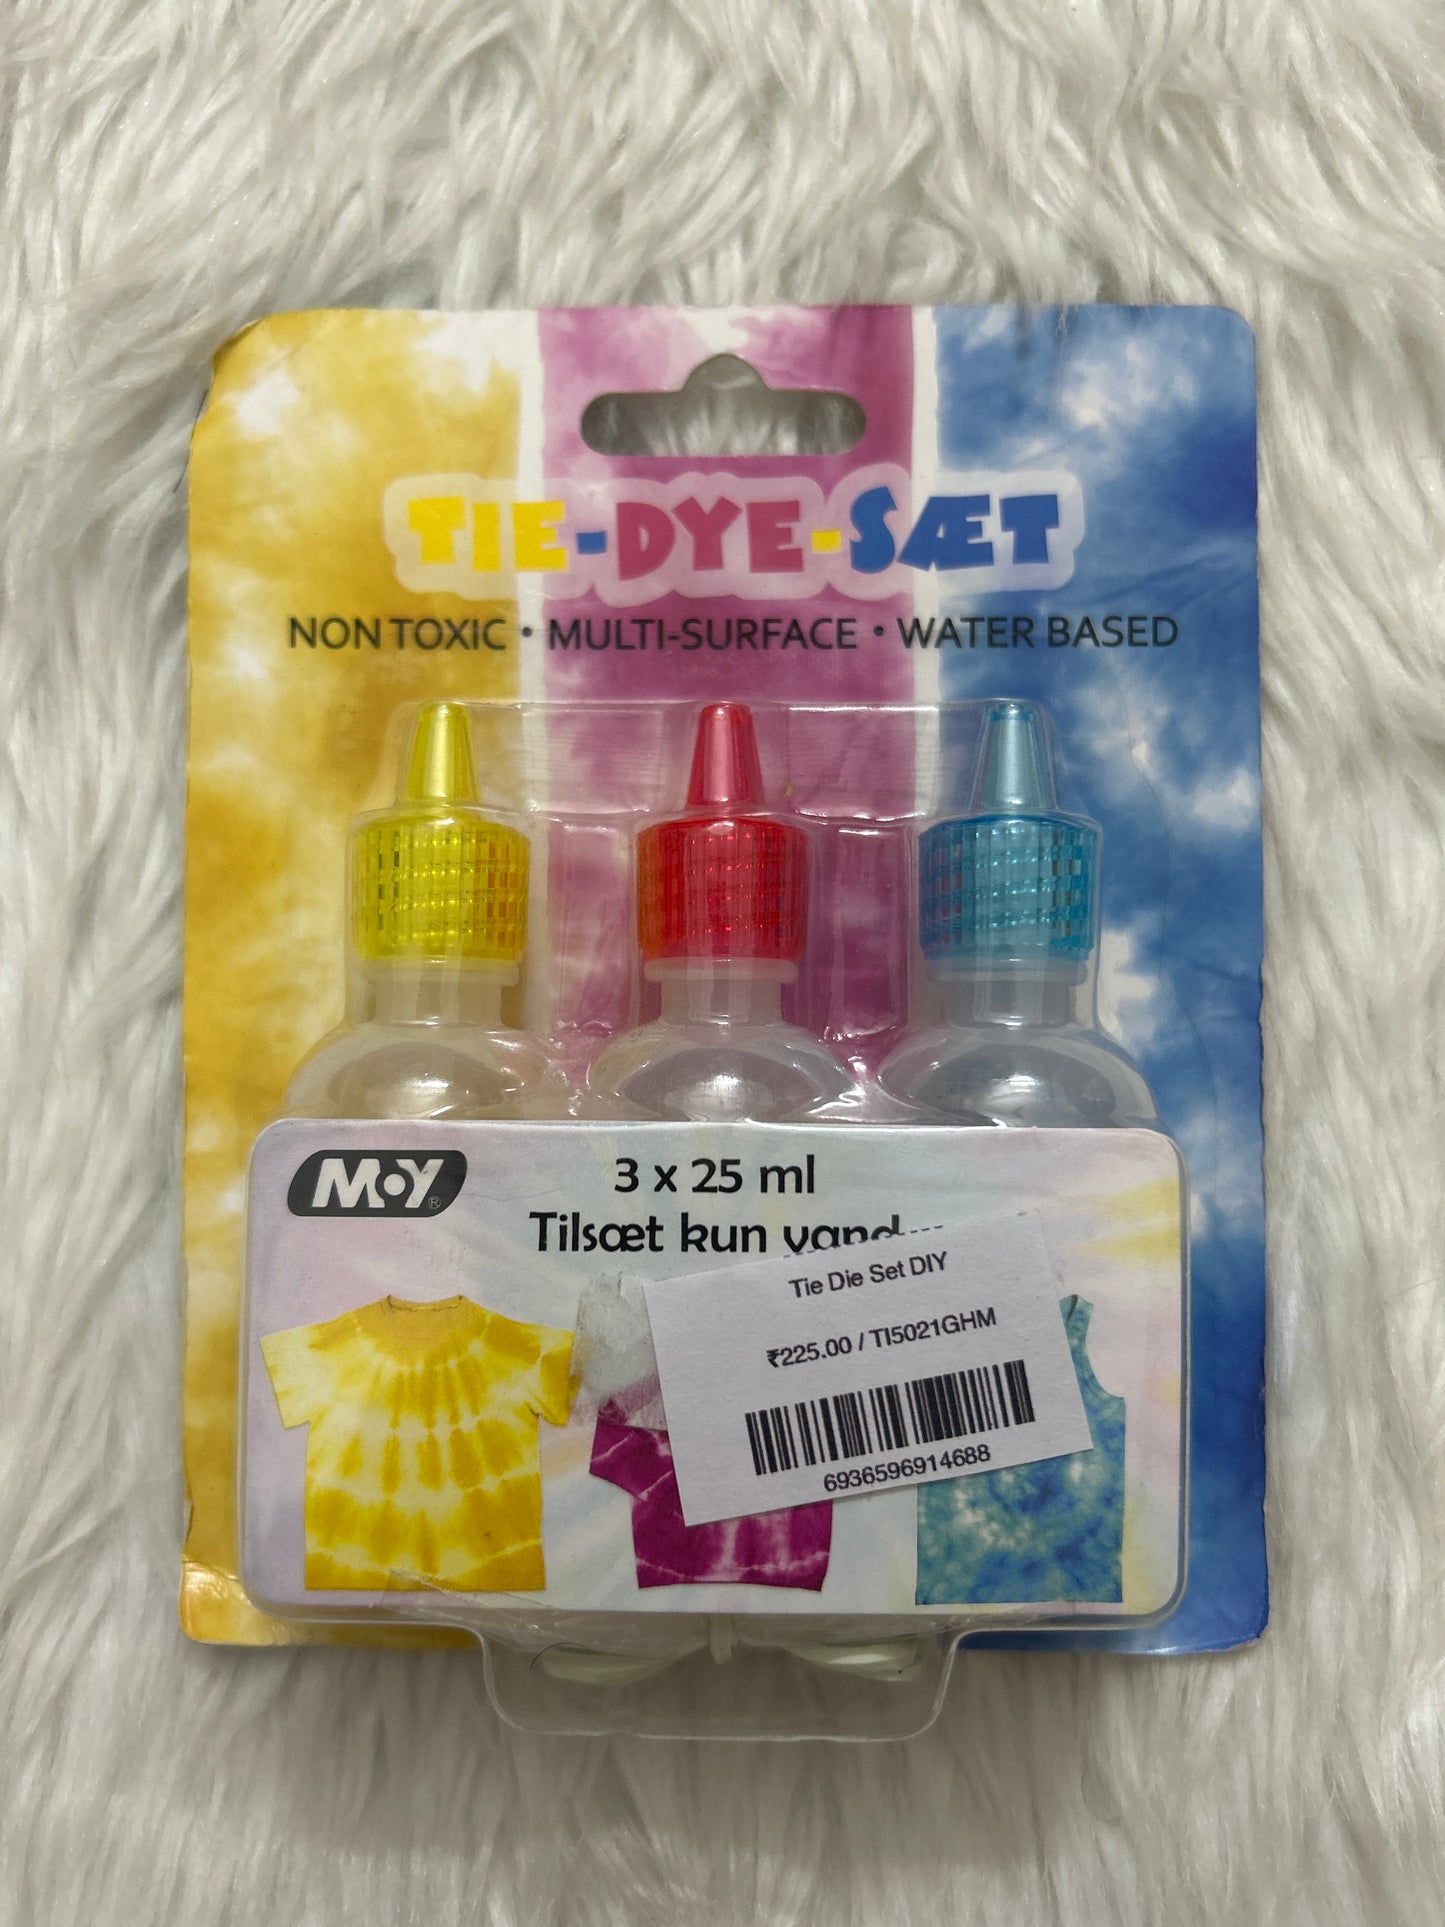 TIE-DYE-SÆT
NON TOXIC • MULTI-SURFACE • WATER BASED
MOY®
3 x 25 ml
Tilsæt kun vand
Tie Die Set DIY
₹225.00 / TI5021GHM
6936596914688